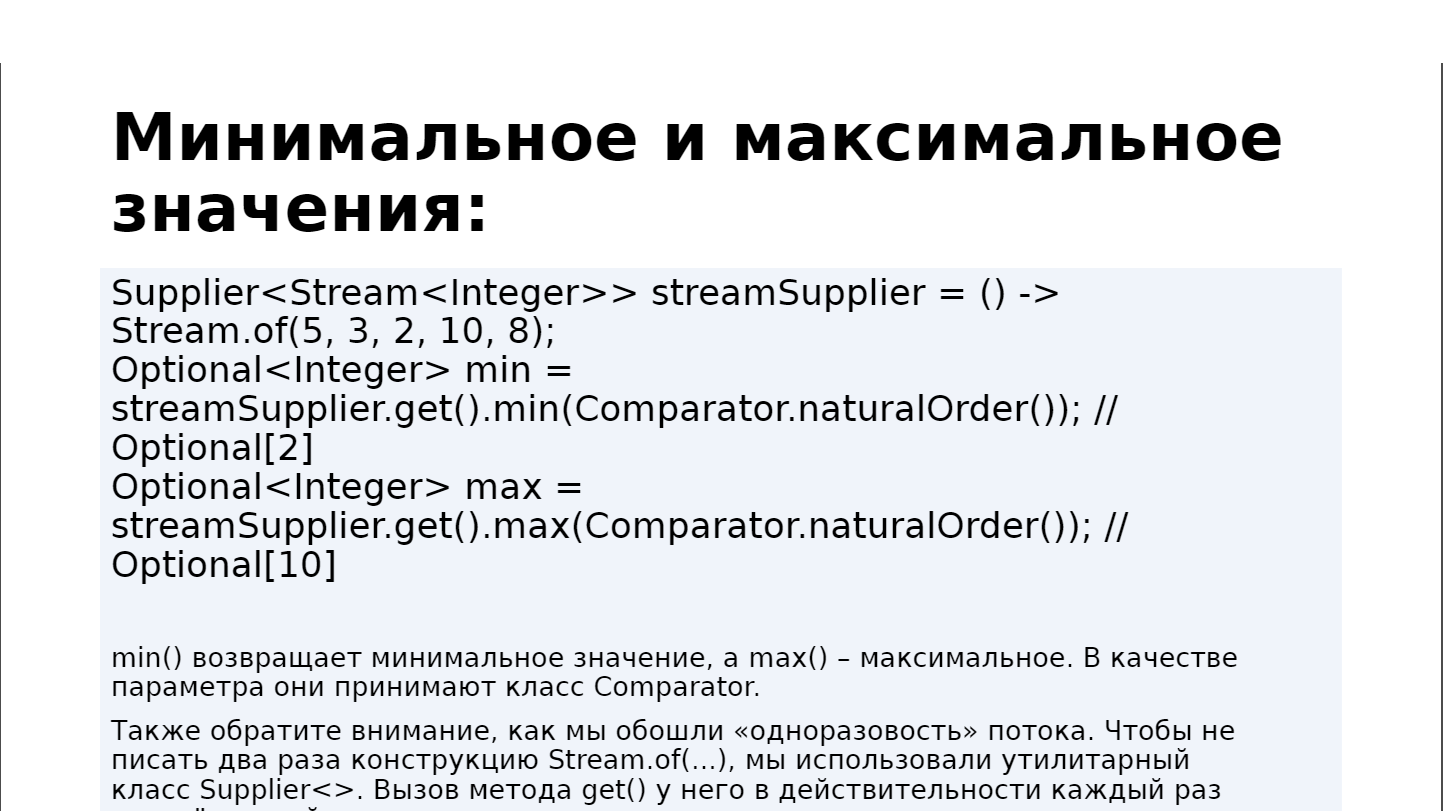 Минимальное и максимальное
значения:
Supplier<Stream<Integer>> streamSupplier = () ->
Stream.of(5, 3, 2, 10, 8);
Optional<Integer> min =
streamSupplier.get().min(Comparator.naturalOrder()); //
Optional[2]
Optional<Integer> max =
streamSupplier.get().max(Comparator.naturalOrder()); //
Optional[10]
min() возвращает минимальное значение, а max() – максимальное. В качестве
параметра они принимают класс Comparator.
Также обратите внимание, как мы обошли «одноразовость» потока. Чтобы не
писать два раза конструкцию Stream.of(...), мы использовали утилитарный
класс Supplier<>. Вызов метода get() у него в действительности каждый раз